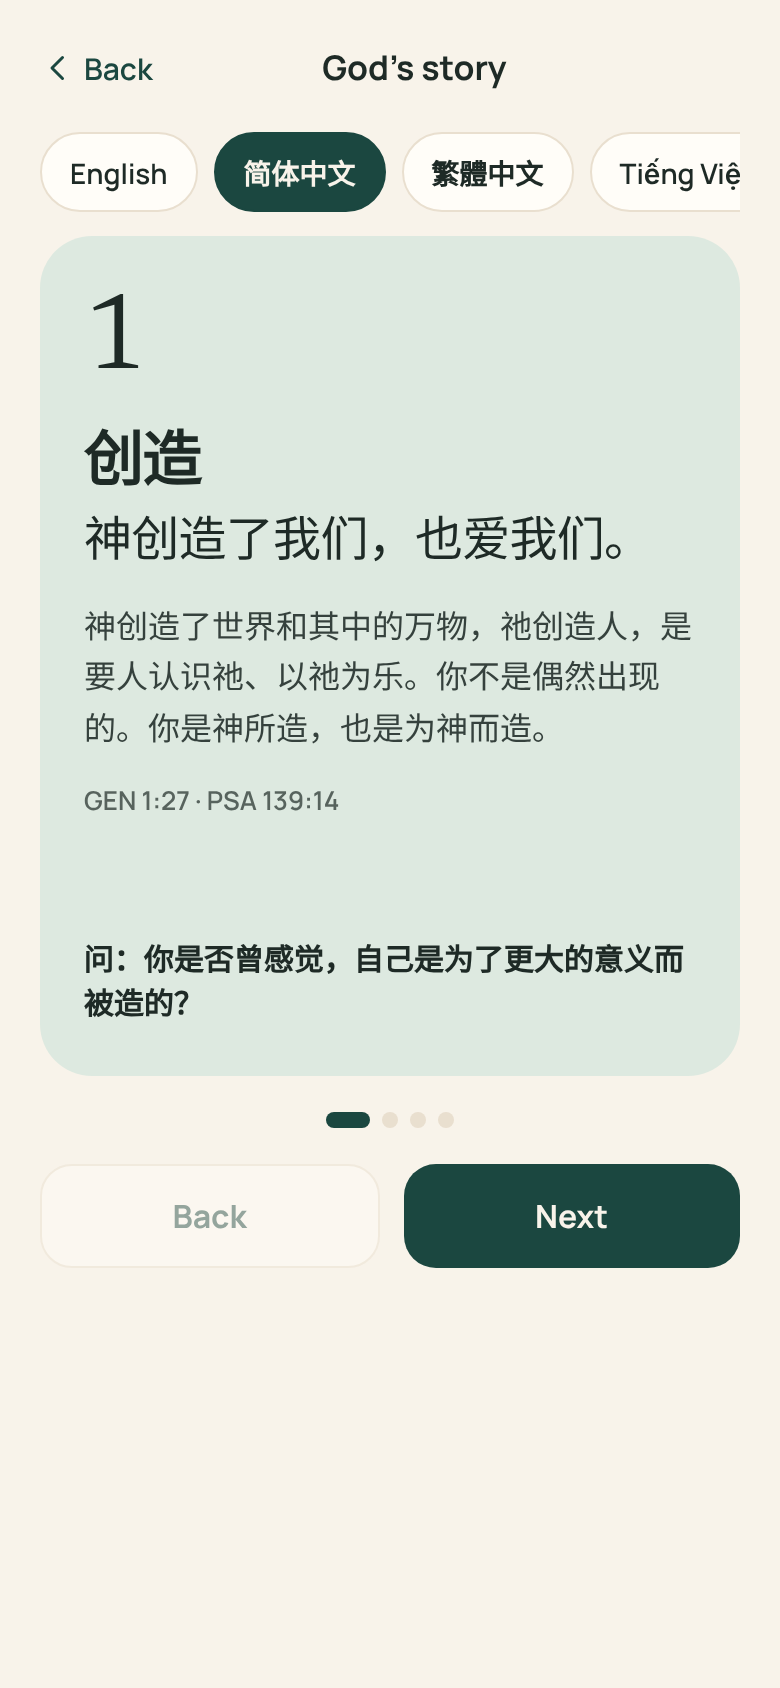 Back
God's story
English
简体中文
繁體中文
Tiếng Việ
1
创造
神创造了我们，也爱我们。
神创造了世界和其中的万物，祂创造人，是
要人认识祂、以祂为乐。你不是偶然出现
的。你是神所造，也是为神而造。
GEN 1:27 · PSA 139:14
问：你是否曾感觉，自己是为了更大的意义而
被造的？
Back
Next